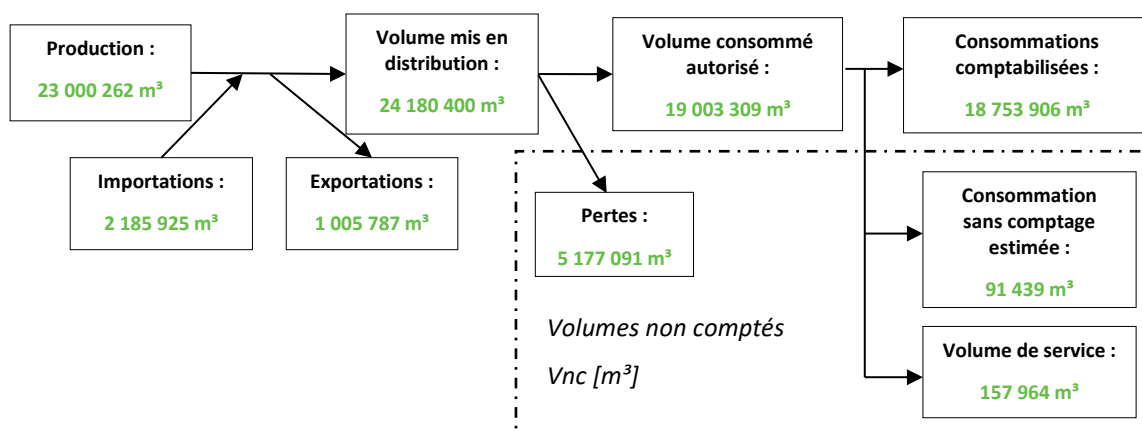 Production :
23 000 262 m³
Volume mis en
distribution :
24 180 400 m³
Volume consommé
autorisé :
19 003 309 m³
Consommations
comptabilisées :
18 753 906 m³
Importations :
2 185 925 m³
Exportations :
1 005 787 m³
Pertes :
5 177 091 m³
Consommation
sans comptage
estimée :
91 439 m³
Volumes non comptés
Vnc [m³]
Volume de service :
157 964 m³